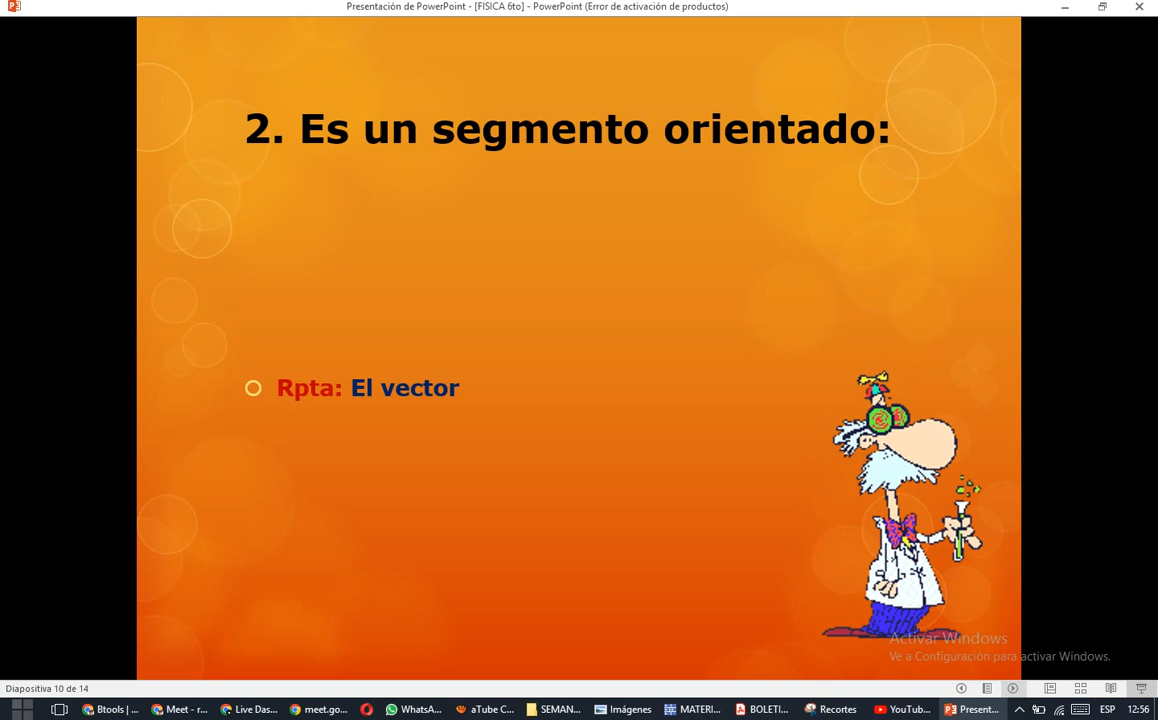 Presentación de PowerPoint - [FISICA 6to] - PowerPoint (Error de activación de productos)
2. Es un segmento orientado:
Rpta: El vector
Activar Windows
Ve a Configuración para activar Windows.
Diapositiva 10 de 14
Btools | ... Meet - r... Live Das... meet.go... WhatsA... aTube C... SEMAN... Imágenes MATERI... BOLETI... Recortes YouTub... Present... ESP 12:56